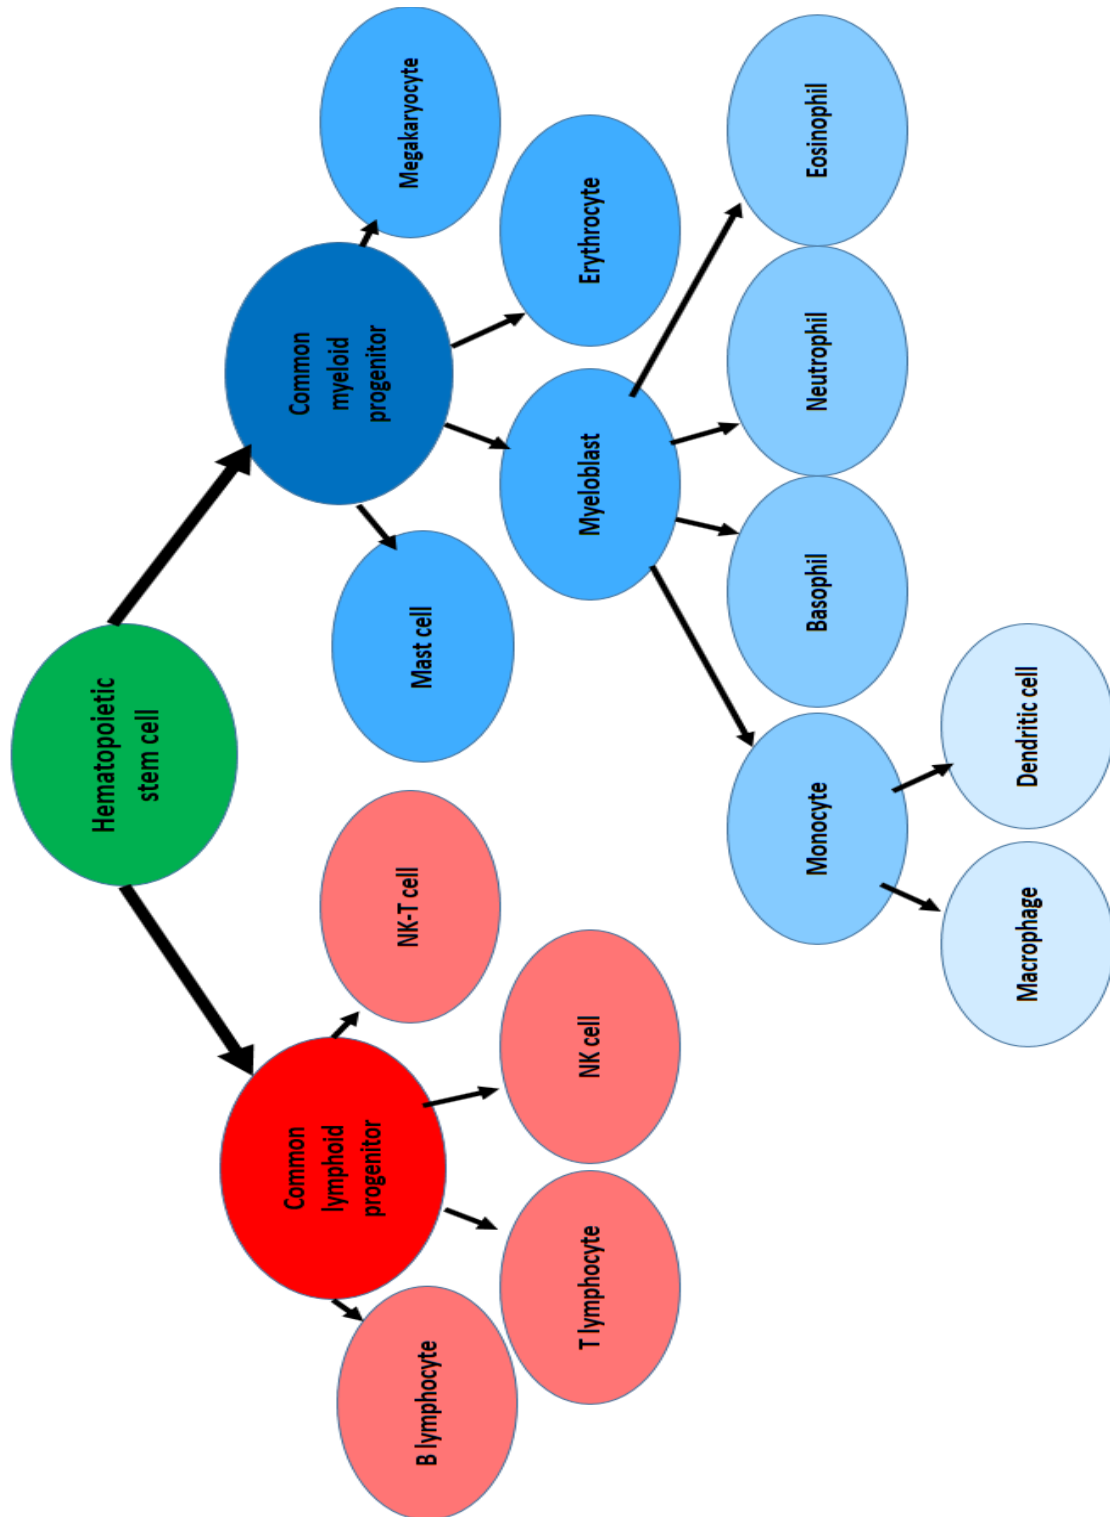 Hematopoietic
stem cell
Common
lymphoid
progenitor
Common
myeloid
progenitor
B lymphocyte
T lymphocyte
NK cell
NK-T cell
Mast cell
Myeloblast
Erythrocyte
Megakaryocyte
Monocyte
Basophil
Neutrophil
Eosinophil
Macrophage
Dendritic cell